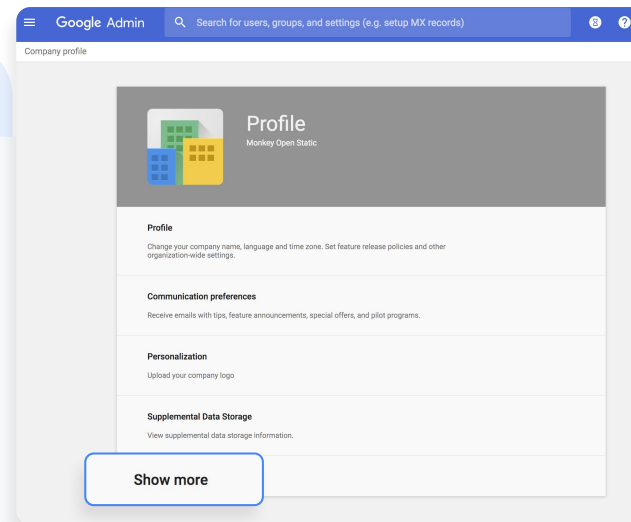 Google Admin
Search for users, groups, and settings (e.g. setup MX records)
Company profile
Profile
Monkey Open Static
Profile
Change your company name, language and time zone. Set feature release policies and other
organization-wide settings.
Communication preferences
Receive emails with tips, feature announcements, special offers, and pilot programs.
Personalization
Upload your company logo
Supplemental Data Storage
View supplemental data storage information.
Show more